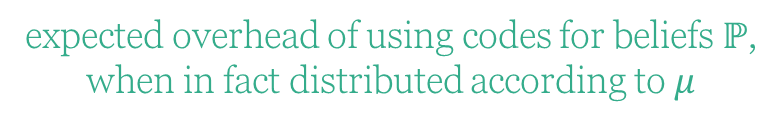 expected overhead of using codes for beliefs ℙ,
when in fact distributed according to μ